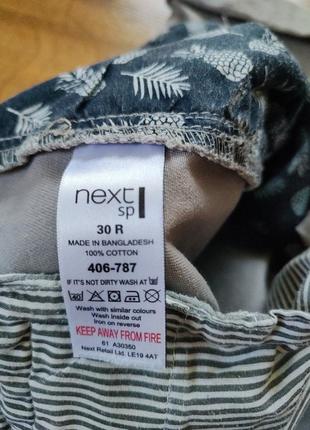 next
sp
30 R
MADE IN BANGLADESH
100% COTTON
406-787
IF IT'S NOT DIRTY WASH AT
40
Wash with similar colours
Wash inside out
Iron on reverse
KEEP AWAY FROM FIRE
61 A30350
Next Retail Ltd. LE19 4AT